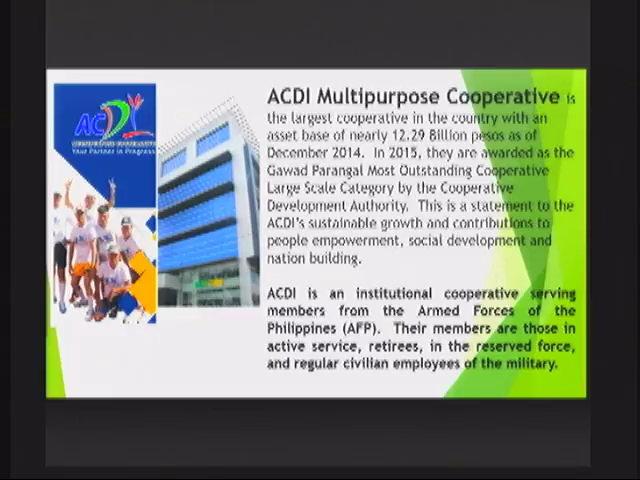 ACDI
Your Partner in Progress
ACDI Multipurpose Cooperative is
the largest cooperative in the country with an
asset base of nearly 12.29 Billion pesos as of
December 2014. In 2015, they are awarded as the
Gawad Parangal Most Outstanding Cooperative
Large Scale Category by the Cooperative
Development Authority. This is a statement to the
ACDI's sustainable growth and contributions to
people empowerment, social development and
nation building.
ACDI is an institutional cooperative serving
members from the Armed Forces of the
Philippines (AFP). Their members are those in
active service, retirees, in the reserved force,
and regular civilian employees of the military.